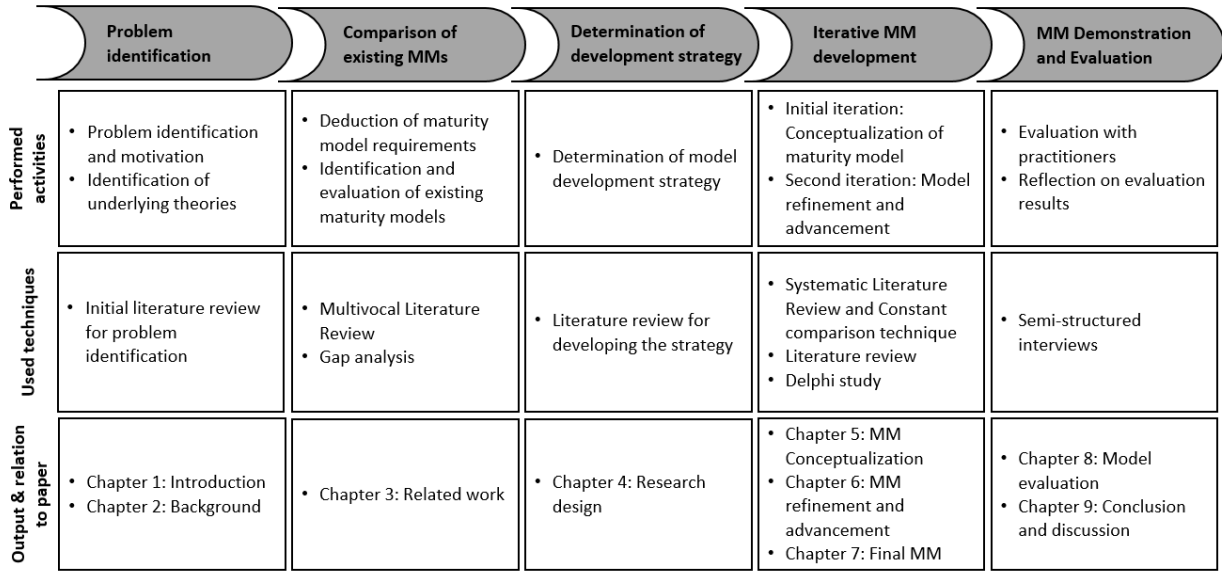 Problem
identification
Comparison of
existing MMs
Determination of
development strategy
Iterative MM
development
MM Demonstration
and Evaluation
Performed
activities
• Problem identification
and motivation
• Identification of
underlying theories
• Deduction of maturity
model requirements
• Identification and
evaluation of existing
maturity models
• Determination of model
development strategy
• Initial iteration:
Conceptualization of
maturity model
• Second iteration: Model
refinement and
advancement
• Evaluation with
practitioners
• Reflection on evaluation
results
Used techniques
• Initial literature review
for problem
identification
• Multivocal Literature
Review
• Gap analysis
• Literature review for
developing the strategy
• Systematic Literature
Review and Constant
comparison technique
• Literature review
• Delphi study
• Semi-structured
interviews
Output & relation
to paper
• Chapter 1: Introduction
• Chapter 2: Background
• Chapter 3: Related work
• Chapter 4: Research
design
• Chapter 5: MM
Conceptualization
• Chapter 6: MM
refinement and
advancement
• Chapter 7: Final MM
• Chapter 8: Model
evaluation
• Chapter 9: Conclusion
and discussion